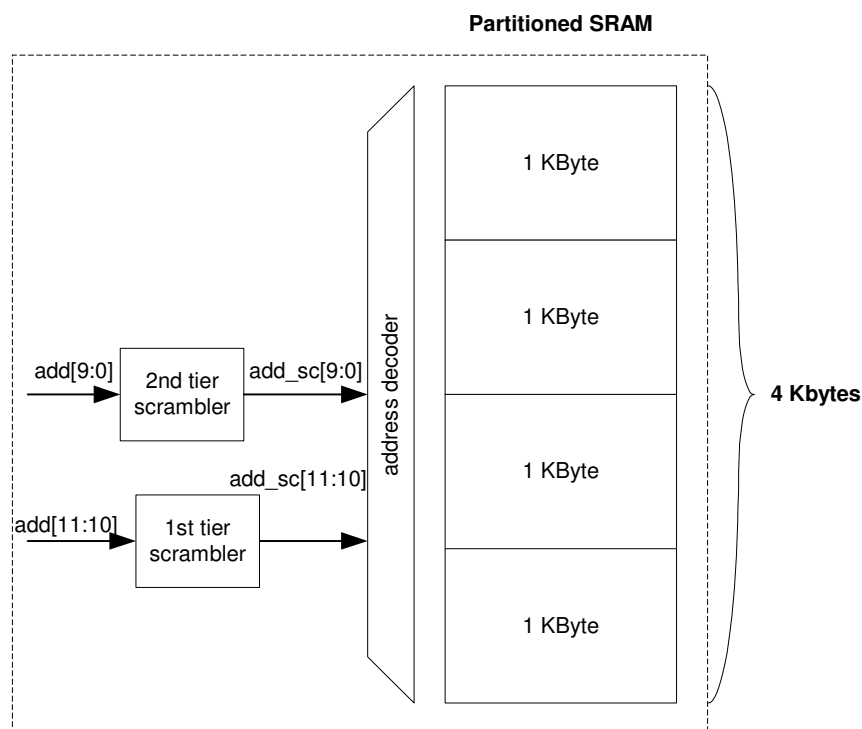 Partitioned SRAM
1 KByte
1 KByte
add[9:0]
2nd tier
scrambler
add_sc[9:0]
address decoder
4 Kbytes
1 KByte
add_sc[11:10]
add[11:10]
1st tier
scrambler
1 KByte